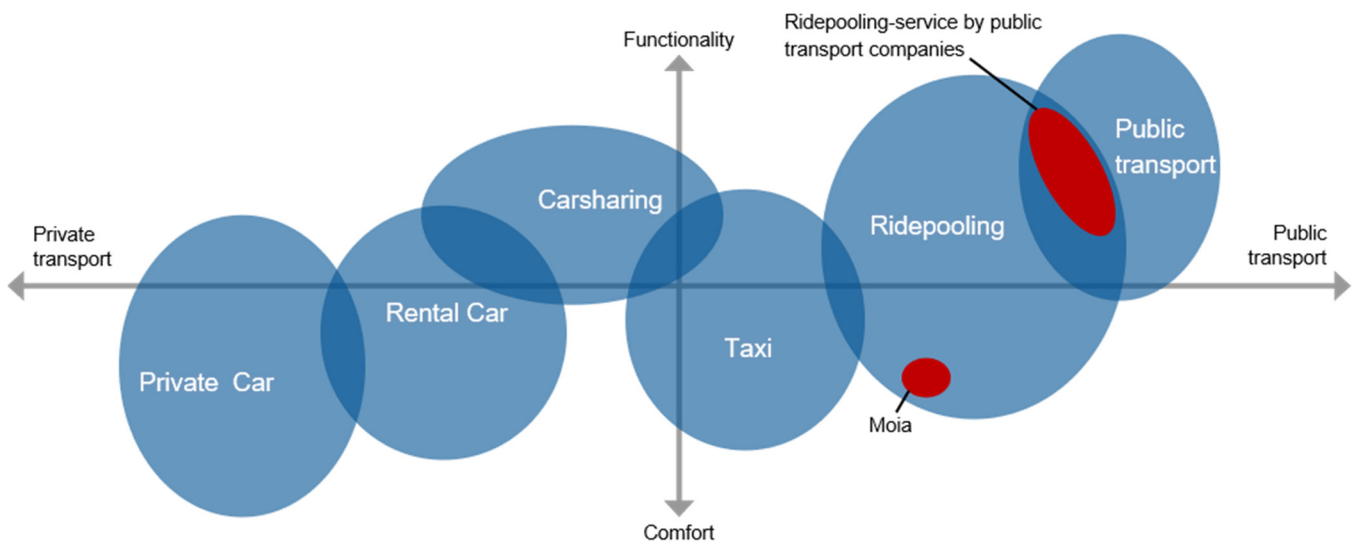 Ridepooling-service by public
transport companies
Functionality
Public
transport
Carsharing
Ridepooling
Private
transport
Public
transport
Rental Car
Taxi
Private Car
Moia
Comfort